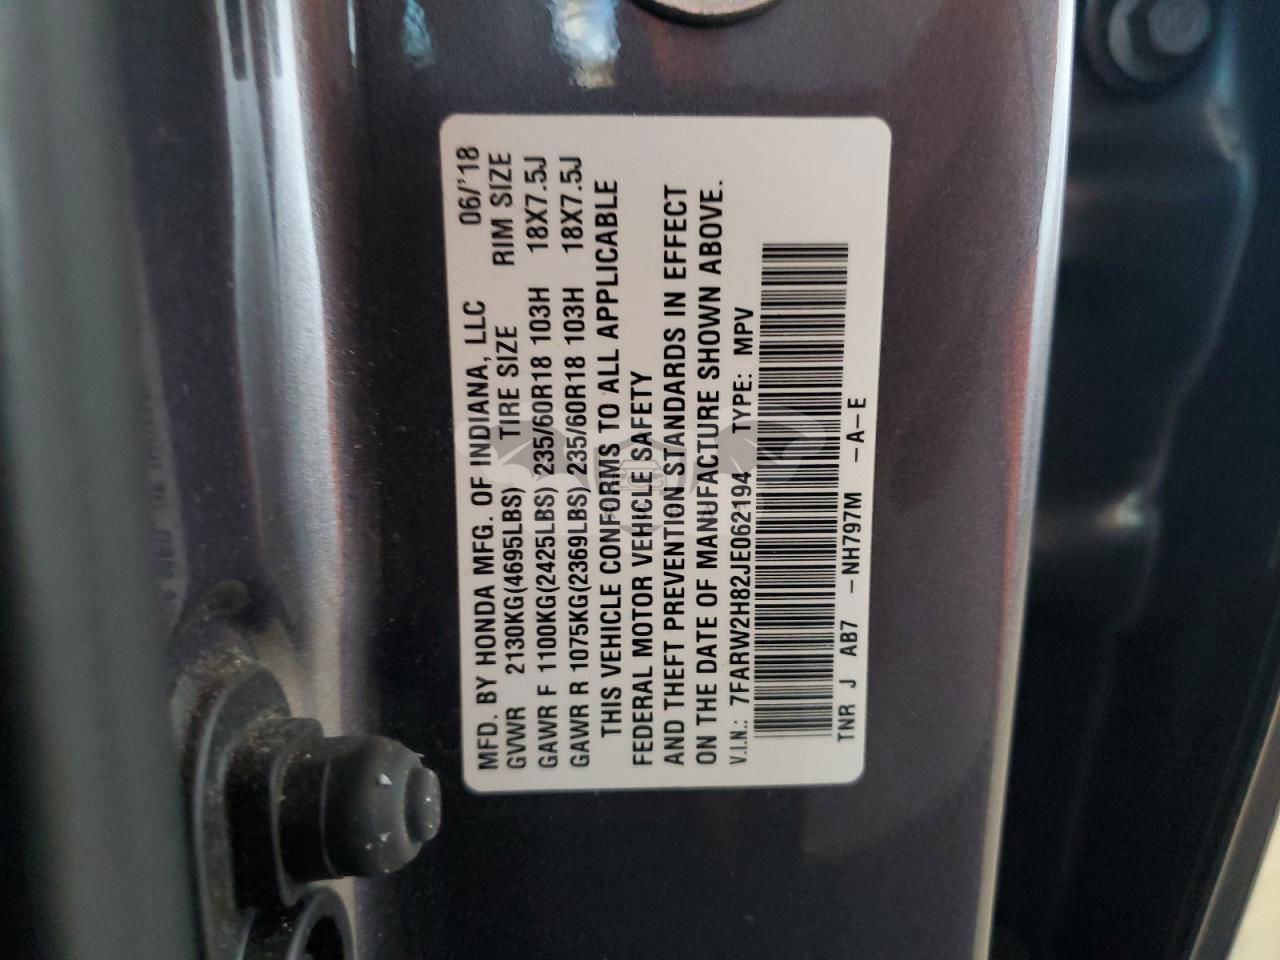 MFD. BY HONDA MFG. OF INDIANA, LLC 06/'18
GVWR 2130KG(4695LBS) TIRE SIZE RIM SIZE
GAWR F 1100KG(2425LBS) 235/60R18 103H 18X7.5J
GAWR R 1075KG(2369LBS) 235/60R18 103H 18X7.5J
THIS VEHICLE CONFORMS TO ALL APPLICABLE
FEDERAL MOTOR VEHICLE SAFETY
AND THEFT PREVENTION STANDARDS IN EFFECT
ON THE DATE OF MANUFACTURE SHOWN ABOVE.
V.I.N.: 7FARW2H82JE062194 TYPE: MPV
TNR J AB7 -NH797M -A-E